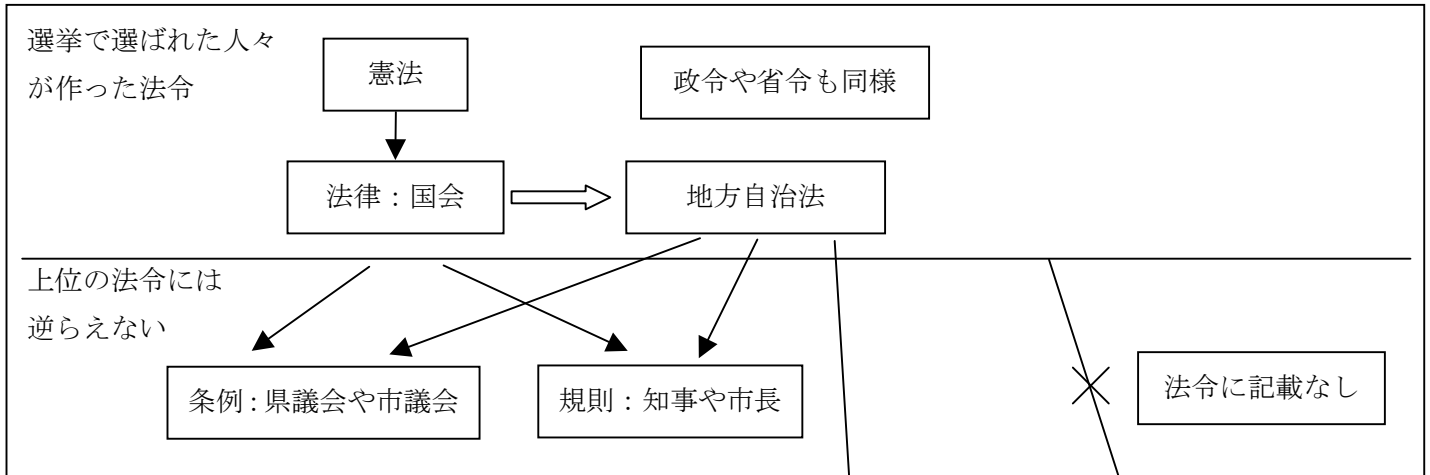 選挙で選ばれた人々
が作った法令
憲法
政令や省令も同様
法律：国会
地方自治法
上位の法令には
逆らえない
条例：県議会や市議会
規則：知事や市長
法令に記載なし